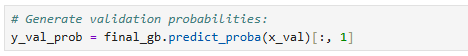 # Generate validation probabilities:
y_val_prob = final_gb.predict_proba(x_val)[:, 1]